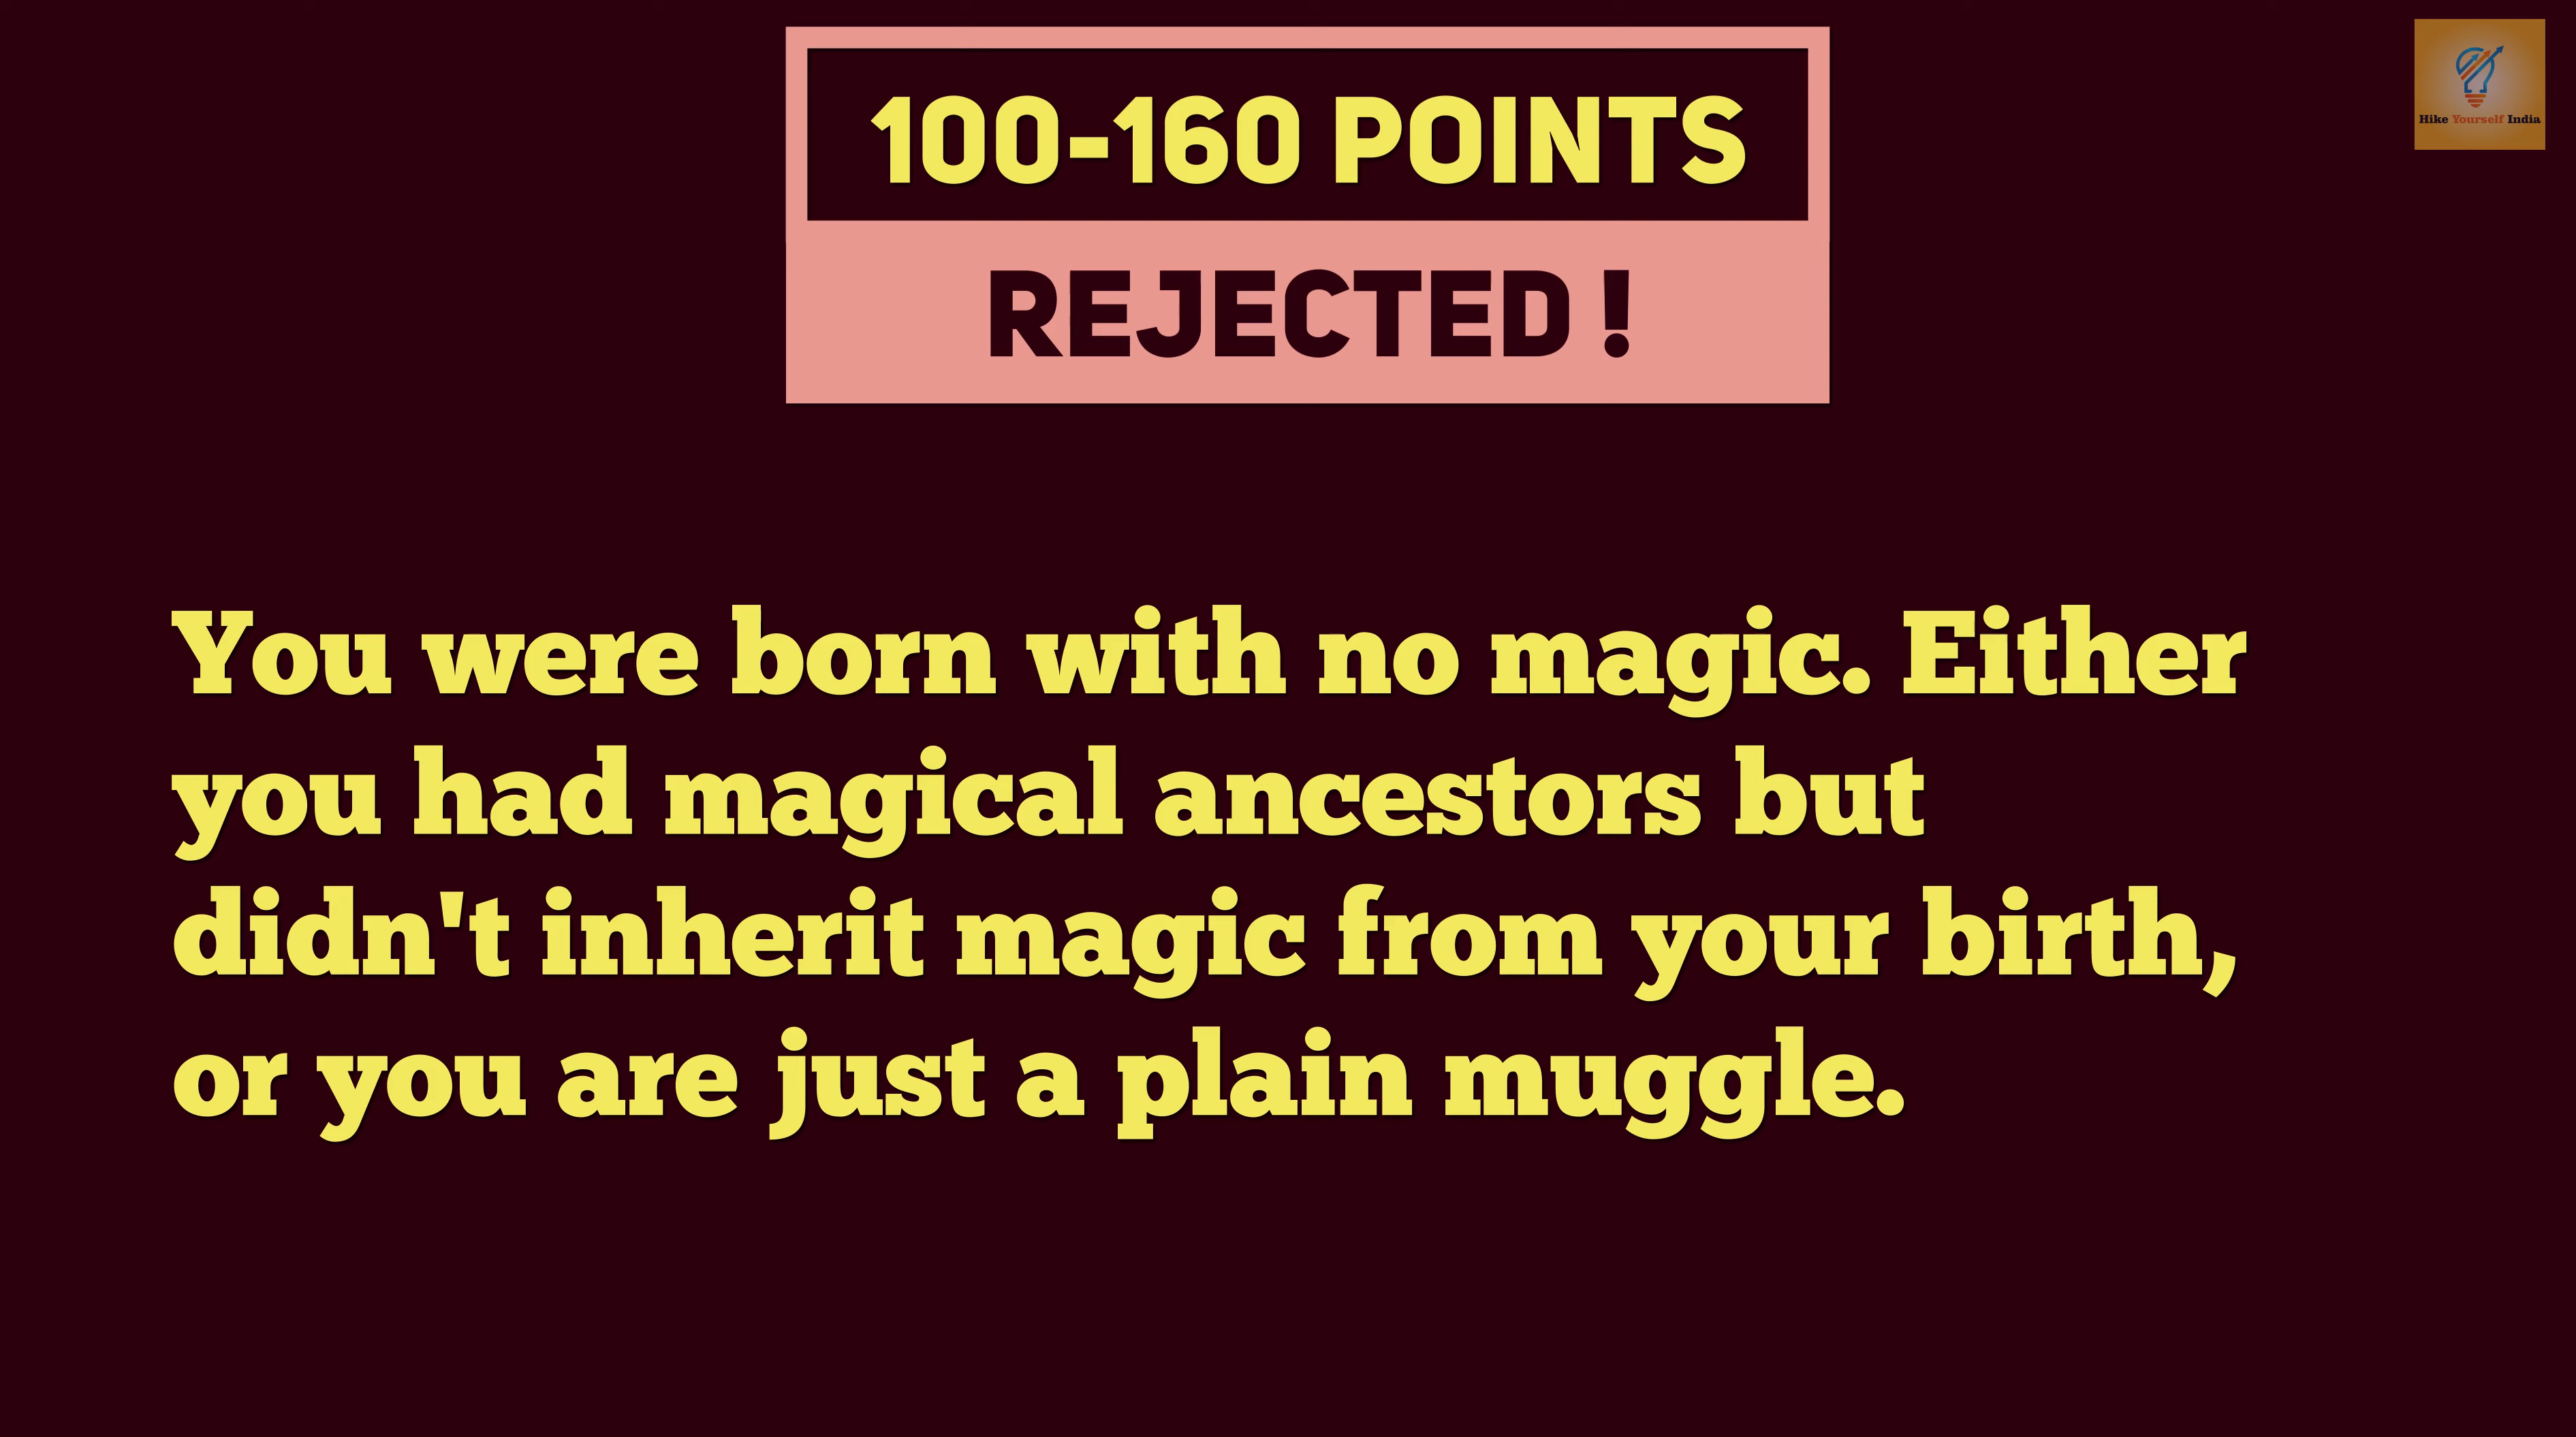 100-160 POINTS
Hike Yourself India
REJECTED !
You were born with no magic. Either
you had magical ancestors but
didn't inherit magic from your birth,
or you are just a plain muggle.